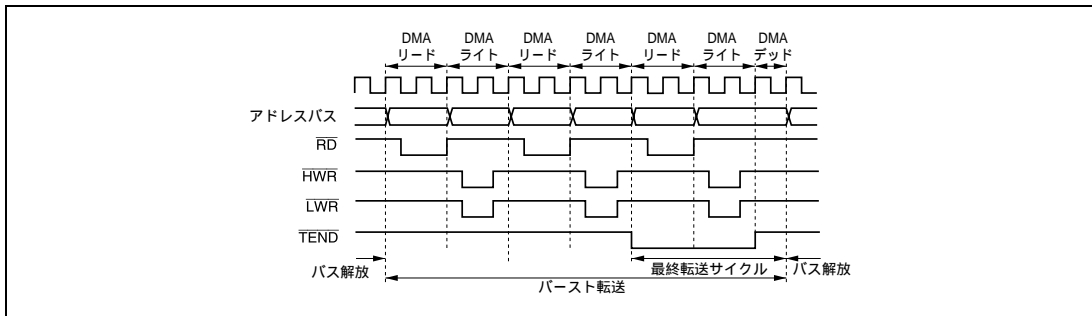 DMA DMA DMA DMA DMA DMA DMA
リード ライト リード ライト リード ライト デッド
アドレスバス
RD
HWR
LWR
TEND
バス解放 最終転送サイクル バス解放
バースト転送